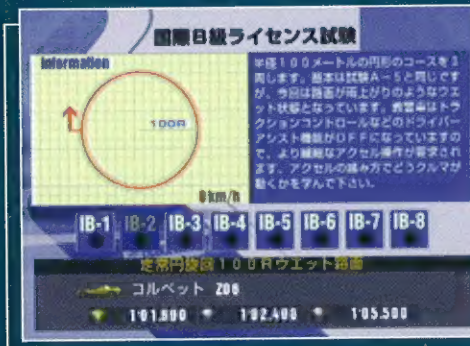 国際B級ライセンス試験
Information
半径100メートルの円形のコースを3
周します。基本は試験A-5と同じです
が、今回は路面が雨上がりのようなウエ
ット状態となっています。教習車はトラ
クションコントロールなどのドライバー
アシスト機能がOFFになっていますの
で、より繊細なアクセル操作が要求され
ます。アクセルの踏み方でどうクルマが
動くかを学んで下さい。
100R
0km/h
IB-1 IB-2 IB-3 IB-4 IB-5 IB-6 IB-7 IB-8
定常円旋回100Rウエット路面
コルベット Z06
1'05.500